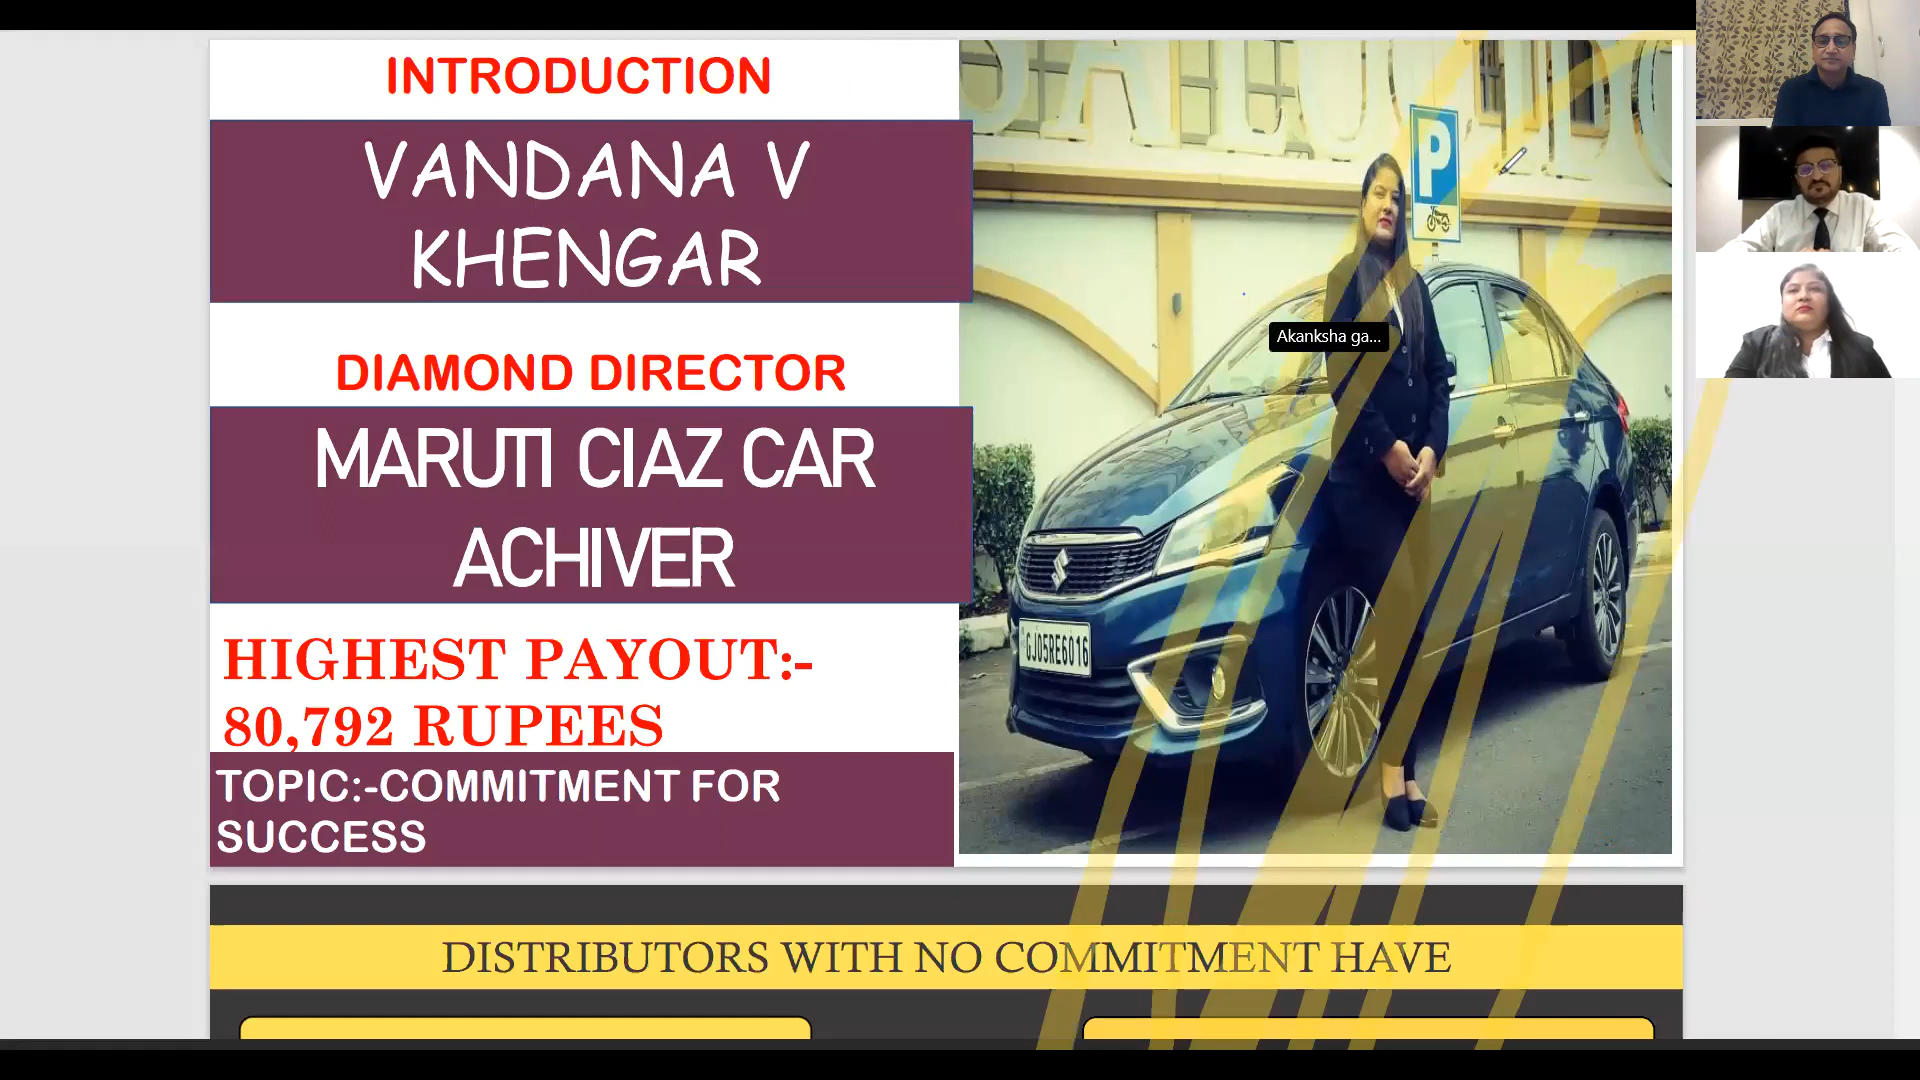 INTRODUCTION
VANDANA V
KHENGAR
DIAMOND DIRECTOR
MARUTI CIAZ CAR
ACHIVER
HIGHEST PAYOUT:-
80,792 RUPEES
TOPIC:-COMMITMENT FOR
SUCCESS
P
Akanksha ga...
GJ05RE6016
DISTRIBUTORS WITH NO COMMITMENT HAVE